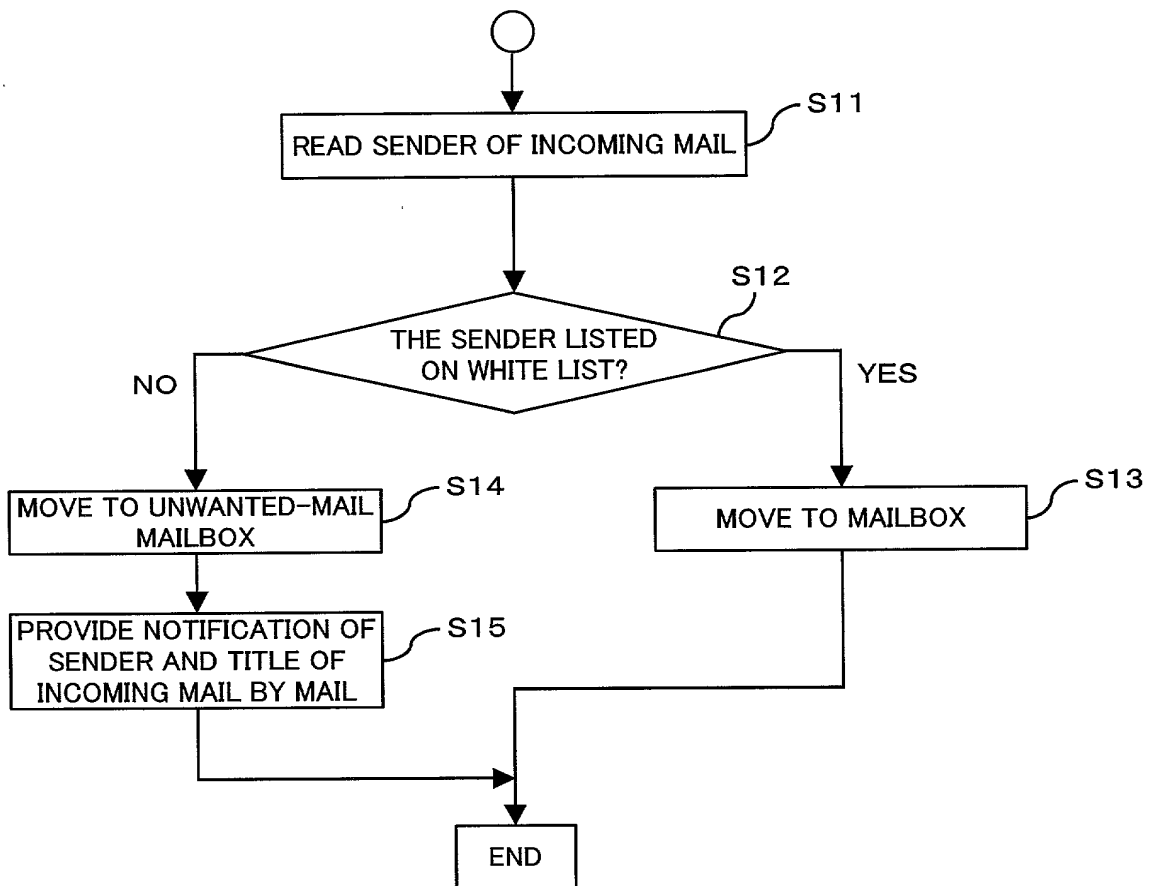 S11
READ SENDER OF INCOMING MAIL
S12
THE SENDER LISTED
ON WHITE LIST?
NO
YES
S14
MOVE TO UNWANTED-MAIL
MAILBOX
S13
MOVE TO MAILBOX
S15
PROVIDE NOTIFICATION OF
SENDER AND TITLE OF
INCOMING MAIL BY MAIL
END